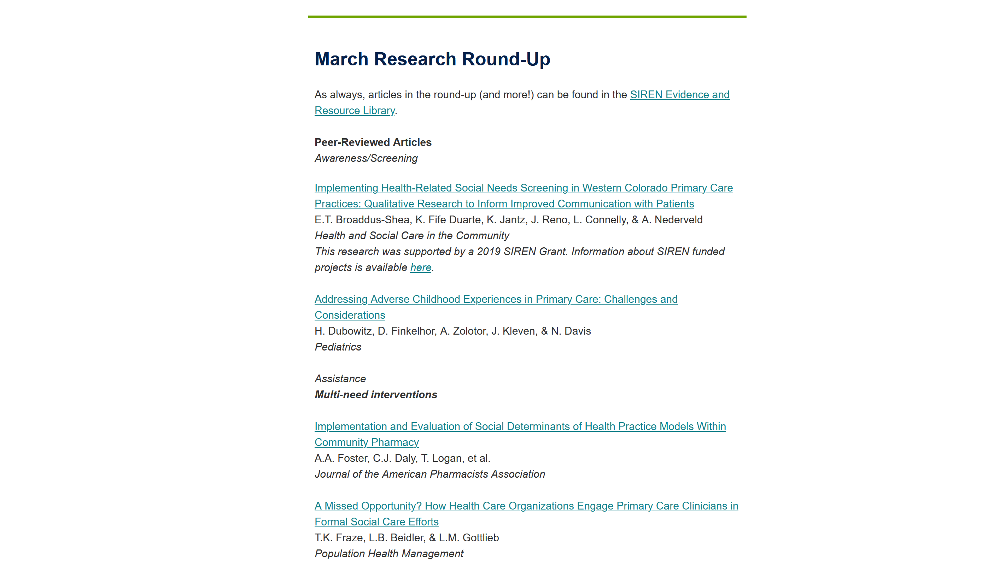 March Research Round-Up
As always, articles in the round-up (and more!) can be found in the SIREN Evidence and
Resource Library.
Peer-Reviewed Articles
Awareness/Screening
Implementing Health-Related Social Needs Screening in Western Colorado Primary Care
Practices: Qualitative Research to Inform Improved Communication with Patients
E.T. Broaddus-Shea, K. Fife Duarte, K. Jantz, J. Reno, L. Connelly, & A. Nederveld
Health and Social Care in the Community
This research was supported by a 2019 SIREN Grant. Information about SIREN funded
projects is available here.
Addressing Adverse Childhood Experiences in Primary Care: Challenges and
Considerations
H. Dubowitz, D. Finkelhor, A. Zolotor, J. Kleven, & N. Davis
Pediatrics
Assistance
Multi-need interventions
Implementation and Evaluation of Social Determinants of Health Practice Models Within
Community Pharmacy
A.A. Foster, C.J. Daly, T. Logan, et al.
Journal of the American Pharmacists Association
A Missed Opportunity? How Health Care Organizations Engage Primary Care Clinicians in
Formal Social Care Efforts
T.K. Fraze, L.B. Beidler, & L.M. Gottlieb
Population Health Management